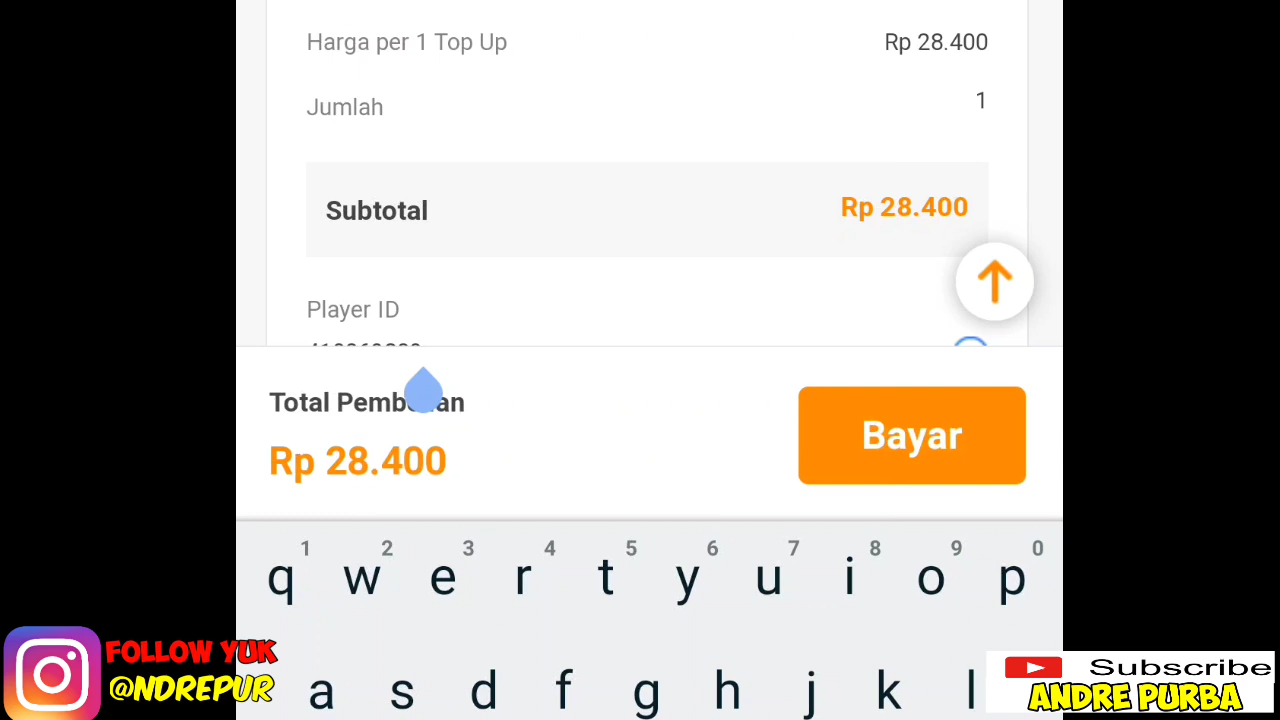 Harga per 1 Top Up Rp 28.400
Jumlah 1
Subtotal Rp 28.400
Player ID
Total
Rp 28.400
Bayar
1 2 3 4 5 6 7 8 9 0
q w e r t y u i o p
a s d f g h j k l
FOLLOW YUK
@NDREPUR
Subscribe
ANDRE PURBA